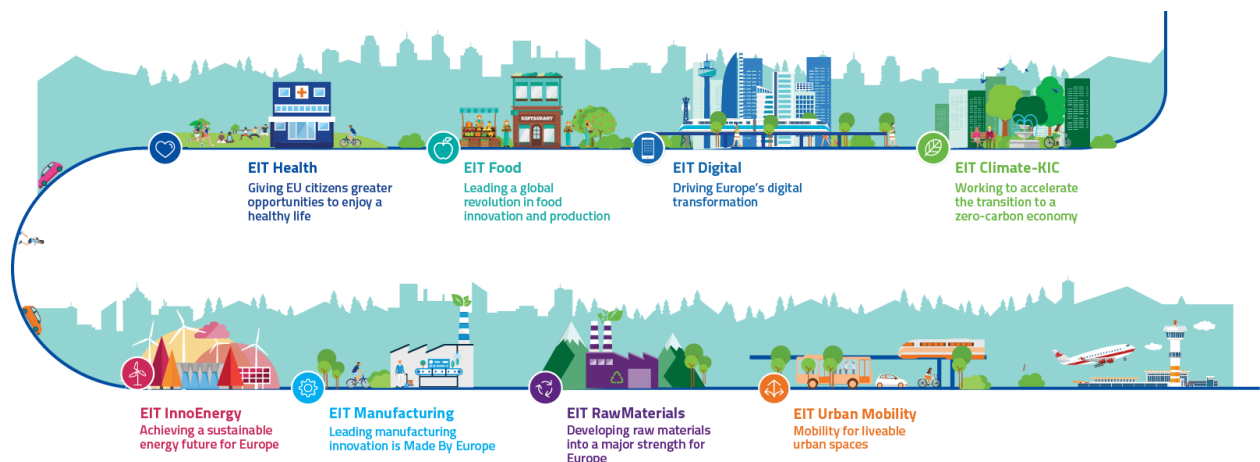 RESTAURANT
EIT Health
Giving EU citizens greater
opportunities to enjoy a
healthy life
EIT Food
Leading a global
revolution in food
innovation and production
EIT Digital
Driving Europe's digital
transformation
EIT Climate-KIC
Working to accelerate
the transition to a
zero-carbon economy
EIT InnoEnergy
Achieving a sustainable
energy future for Europe
EIT Manufacturing
Leading manufacturing
innovation is Made By Europe
EIT RawMaterials
Developing raw materials
into a major strength for
Europe
EIT Urban Mobility
Mobility for liveable
urban spaces